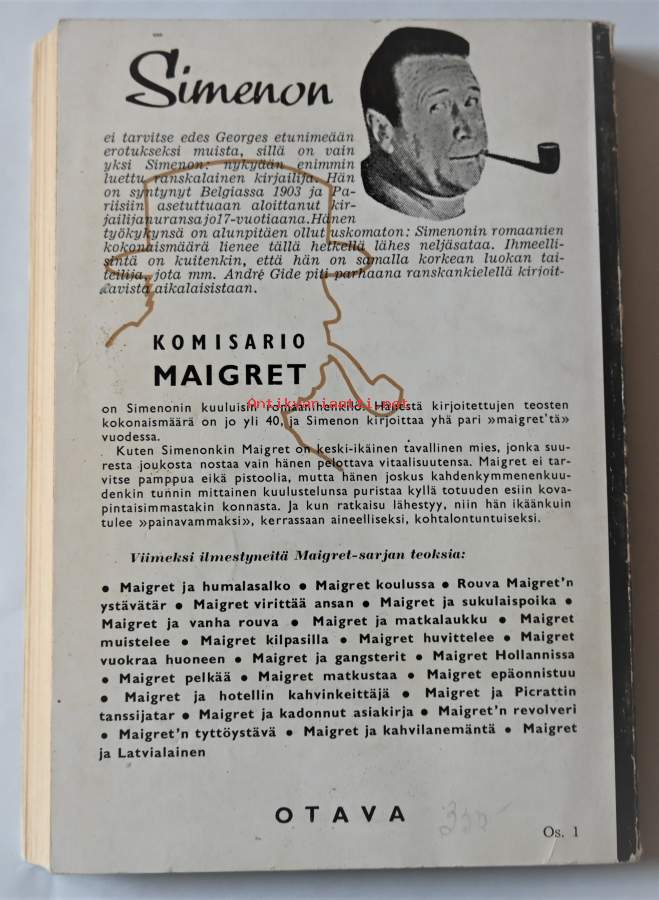 Simenon
ei tarvitse edes Georges etunimeään
erotukseksi muista, sillä on vain
yksi Simenon: nykyään enimmin
luettu ranskalainen kirjailija. Hän
on syntynyt Belgiassa 1903 ja Pa-
riisiin asetuttuaan aloittanut kir-
jailijanuransa jo 17-vuotiaana. Hänen
työkykynsä on alunpitäen ollut uskomaton: Simenonin romaanien
kokonaismäärä lienee tällä hetkellä lähes neljäsataa. Ihmeelli-
sintä on kuitenkin, että hän on samalla korkean luokan tai-
teilija, jota mm. André Gide piti parhaana ranskankielellä kirjoit-
tavista aikalaisistaan.
KOMISARIO
MAIGRET
Antikvariaatti.net
on Simenonin kuuluisin romaanihenkilö. Hänestä kirjoitettujen teosten
kokonaismäärä on jo yli 40, ja Simenon kirjoittaa yhä pari »maigret'tä»
vuodessa.
Kuten Simenonkin Maigret on keski-ikäinen tavallinen mies, jonka suu-
resta joukosta nostaa vain hänen pelottava vitaalisuutensa. Maigret ei tar-
vitse pamppua eikä pistoolia, mutta hänen joskus kahdenkymmenenkuu-
denkin tunnin mittainen kuulustelunsa puristaa kyllä totuuden esiin kova-
pintaisimmastakin konnasta. Ja kun ratkaisu lähestyy, niin hän ikäänkuin
tulee »painavammaksi», kerrassaan aineelliseksi, kohtalontuntuiseksi.
Viimeksi ilmestyneitä Maigret-sarjan teoksia:
• Maigret ja humalasalko • Maigret koulussa • Rouva Maigret'n
ystävätär • Maigret virittää ansan • Maigret ja sukulaispoika •
Maigret ja vanha rouva • Maigret ja matkalaukku • Maigret
muistelee • Maigret kilpasilla • Maigret huvittelee • Maigret
vuokraa huoneen • Maigret ja gangsterit • Maigret Hollannissa
• Maigret pelkää • Maigret matkustaa • Maigret epäonnistuu
• Maigret ja hotellin kahvinkeittäjä • Maigret ja Picrattin
tanssijatar • Maigret ja kadonnut asiakirja • Maigret'n revolveri
• Maigret'n tyttöystävä • Maigret ja kahvilanemäntä • Maigret
ja Latvialainen
OTAVA
Os. 1